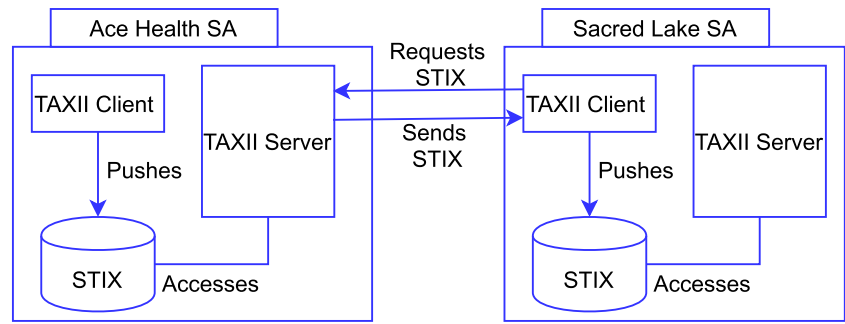 Ace Health SA
Sacred Lake SA
Requests
STIX
TAXII Client
TAXII Server
TAXII Client
TAXII Server
Sends
STIX
Pushes
Pushes
STIX
Accesses
STIX
Accesses